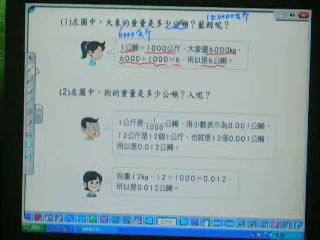 150000公斤
(1)左圖中,大象的重量是多少公噸?藍鯨呢?
6000公斤
1公噸=1000公斤,大象重6000kg,
6000÷1000=6,所以是6公噸。
(2)左圖中,狗的重量是多少公噸?人呢?
1公斤是1/1000公噸,用小數表示為0.001公噸,
12公斤是12個1公斤,也就是12個0.001公噸,
所以是0.012公噸。
狗重12kg,12÷1000=0.012,
所以是0.012公噸。